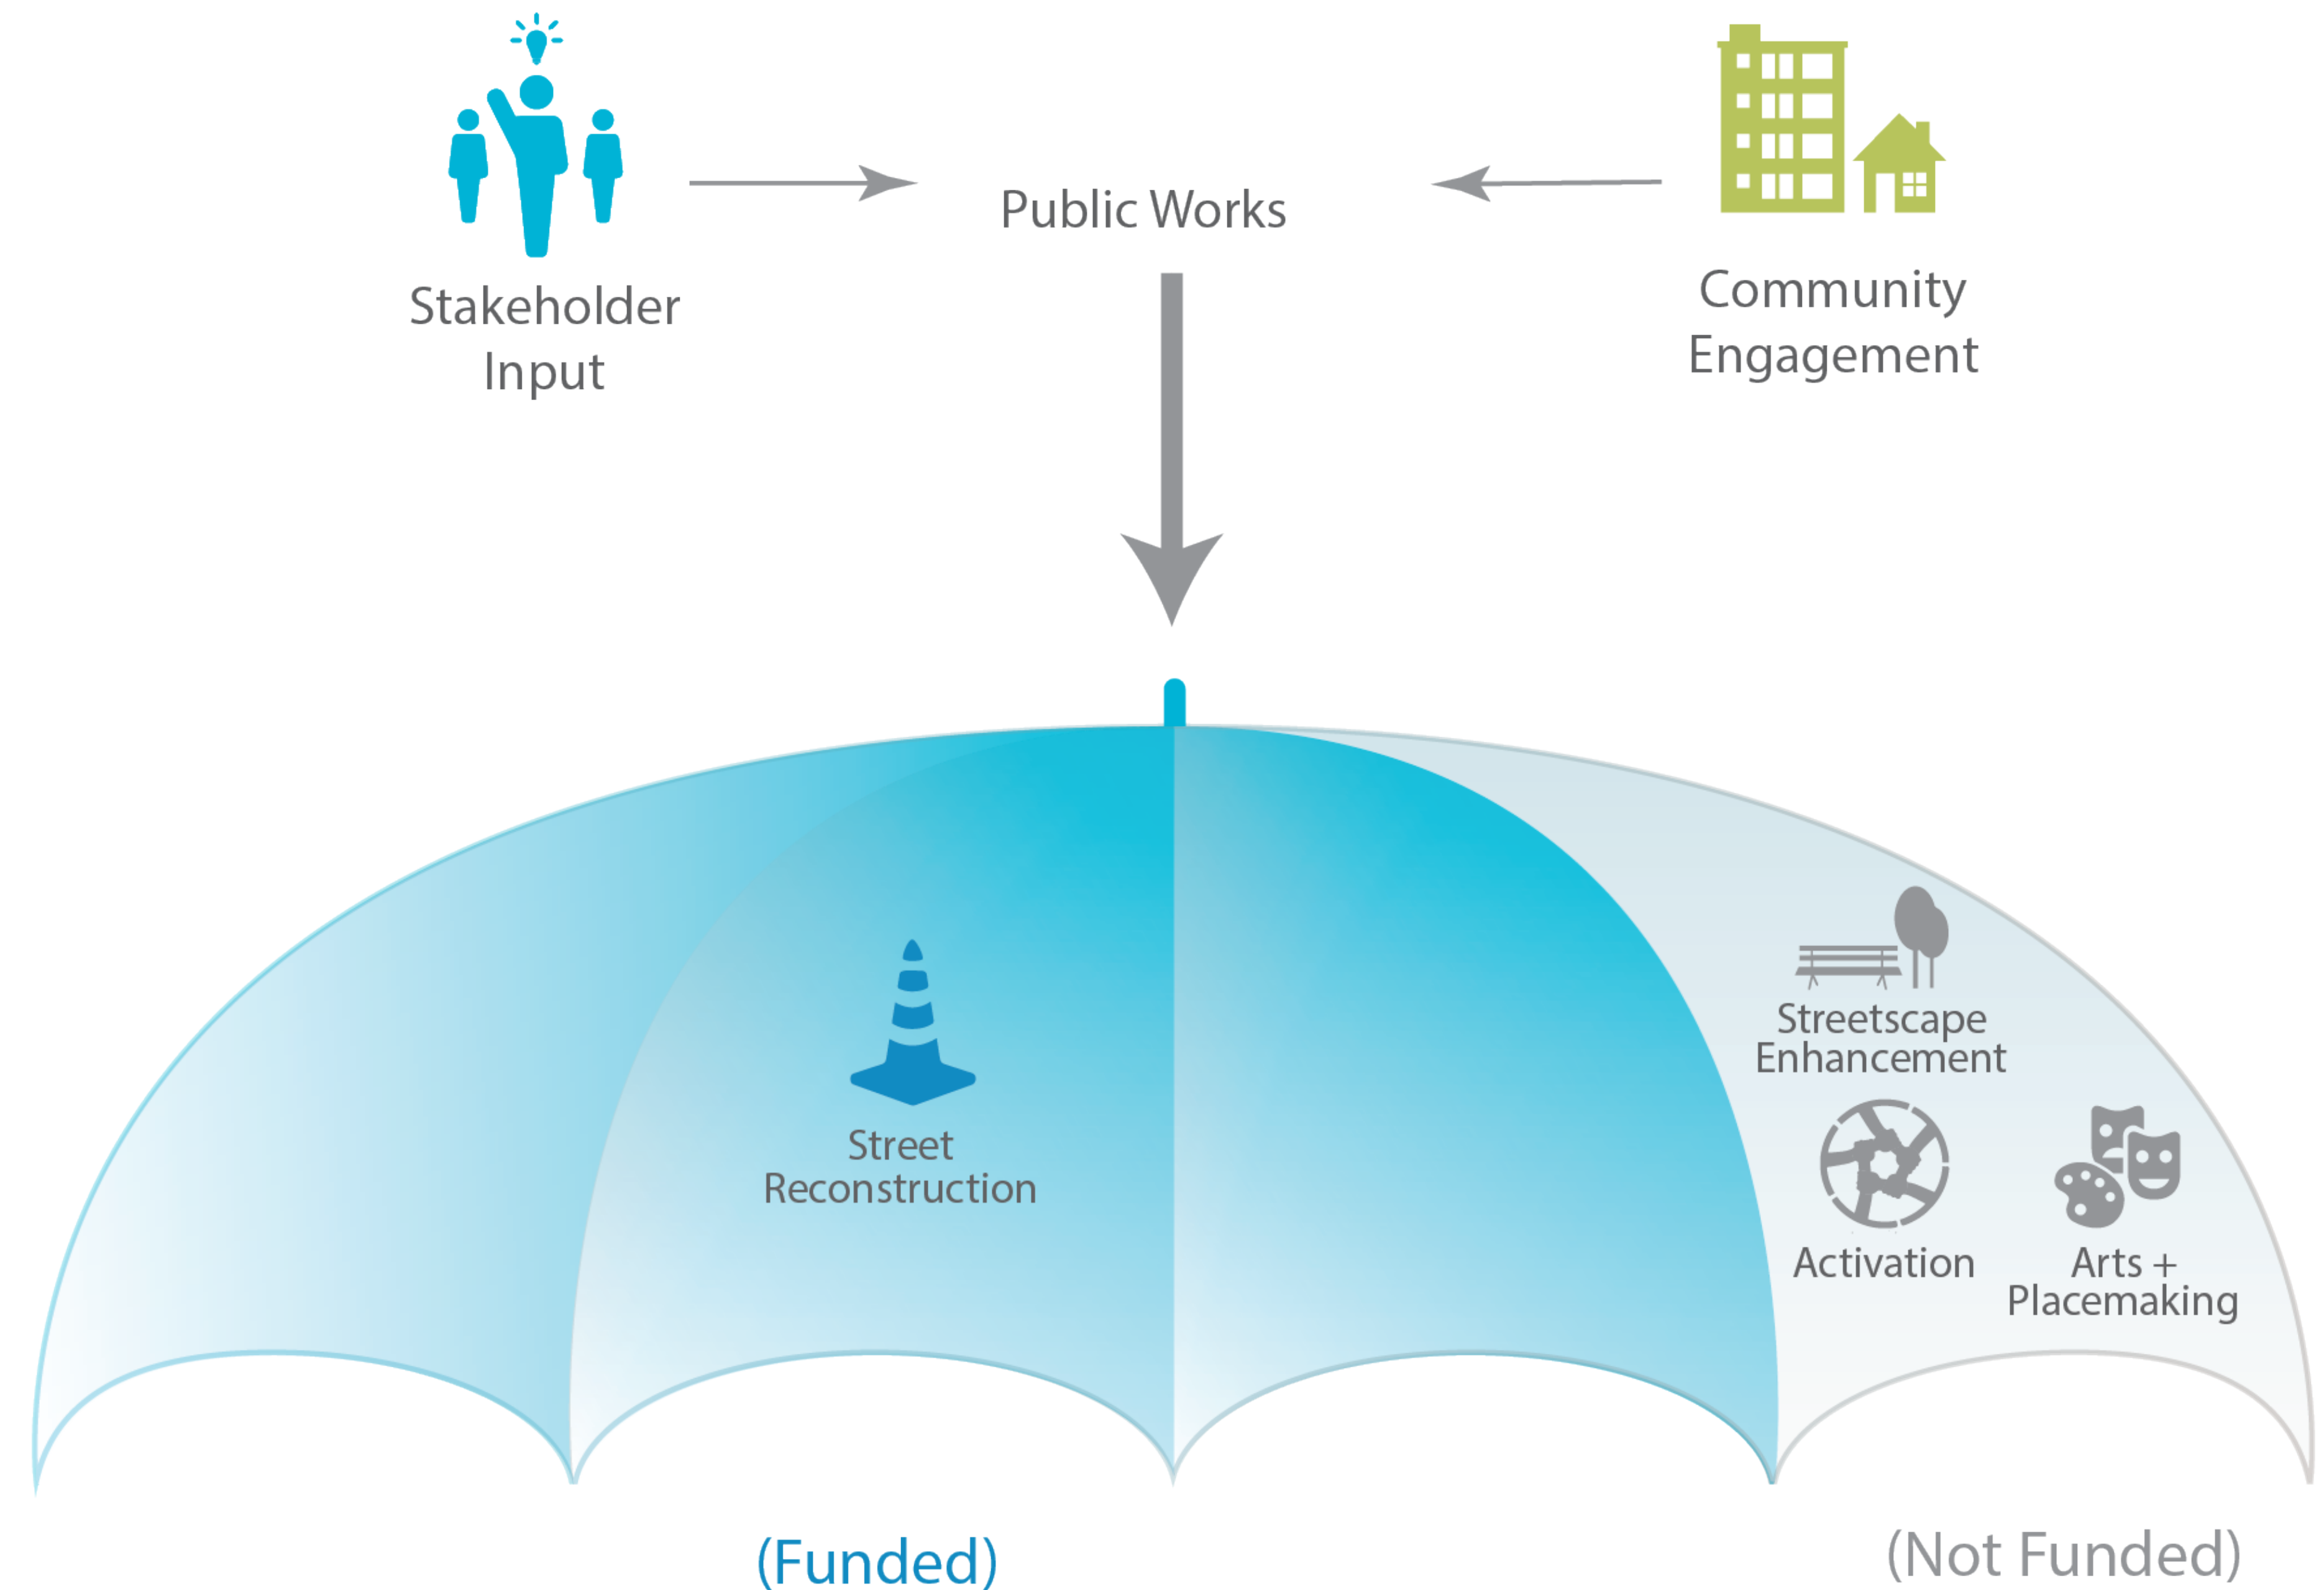 Stakeholder
Input
Public Works
Community
Engagement
Street
Reconstruction
Streetscape
Enhancement
Activation
Arts +
Placemaking
(Funded)
(Not Funded)